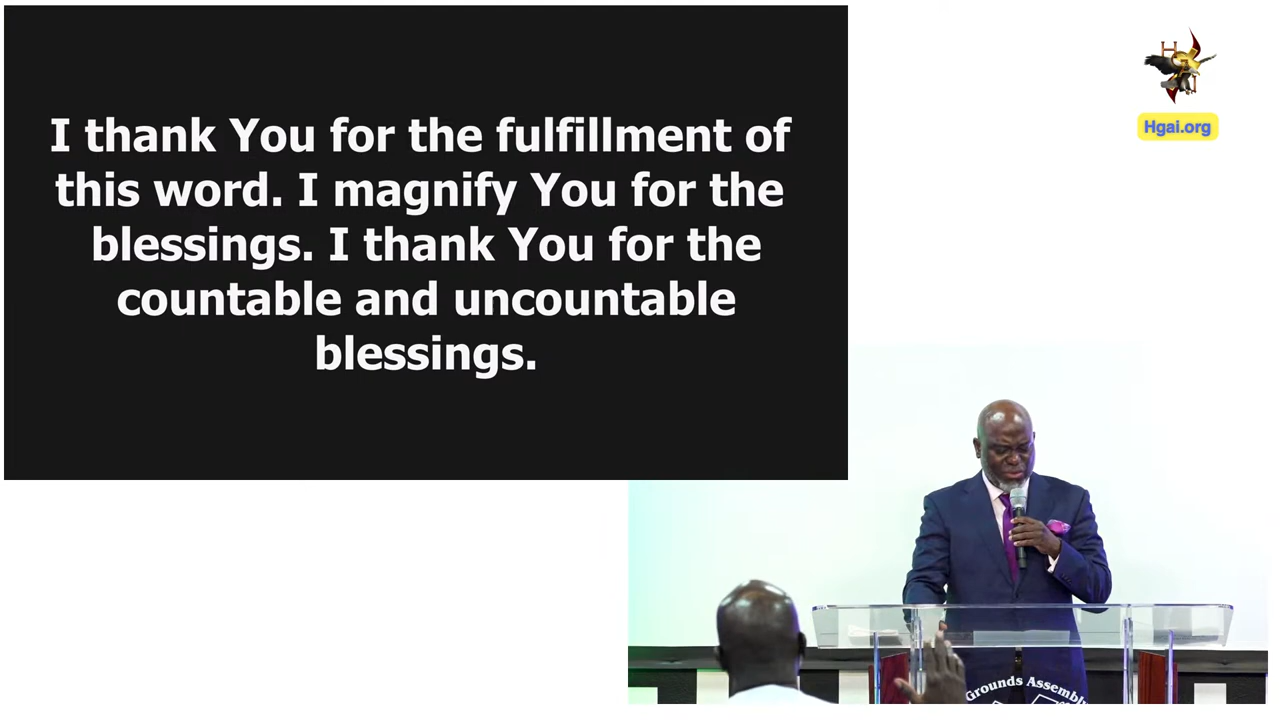 I thank You for the fulfillment of
this word. I magnify You for the
blessings. I thank You for the
countable and uncountable
blessings.
Hgai.org
Grounds Assembly